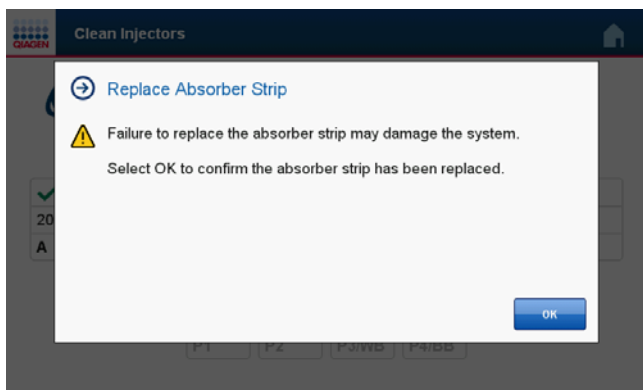 QIAGEN
Clean Injectors
Replace Absorber Strip
Failure to replace the absorber strip may damage the system.
Select OK to confirm the absorber strip has been replaced.
20
A
OK
P1 P2 P3/WB P4/BB